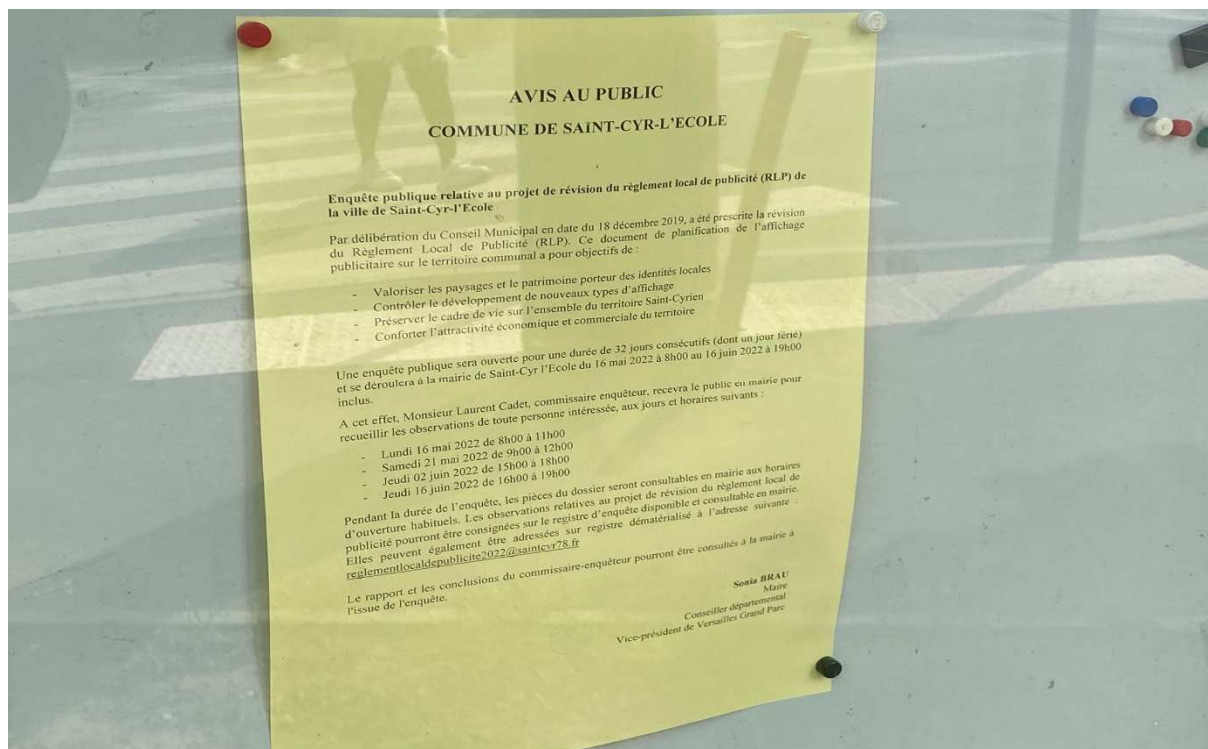 AVIS AU PUBLIC
COMMUNE DE SAINT-CYR-L'ECOLE
Enquête publique relative au projet de révision du règlement local de publicité (RLP) de
la ville de Saint-Cyr-l'Ecole
Par délibération du Conseil Municipal en date du 18 décembre 2019, a été prescrite la révision
du Règlement Local de Publicité (RLP). Ce document de planification de l'affichage
publicitaire sur le territoire communal a pour objectifs de :
- Valoriser les paysages et le patrimoine porteur des identités locales
- Contrôler le développement de nouveaux types d'affichage
- Préserver le cadre de vie sur l'ensemble du territoire Saint-Cyrien
- Conforter l'attractivité économique et commerciale du territoire
Une enquête publique sera ouverte pour une durée de 32 jours consécutifs (dont un jour férié)
et se déroulera à la mairie de Saint-Cyr l'Ecole du 16 mai 2022 à 8h00 au 16 juin 2022 à 19h00
inclus.
A cet effet, Monsieur Laurent Cadet, commissaire enquêteur, recevra le public en mairie pour
recueillir les observations de toute personne intéressée, aux jours et horaires suivants :
- Lundi 16 mai 2022 de 8h00 à 11h00
- Samedi 21 mai 2022 de 9h00 à 12h00
- Jeudi 02 juin 2022 de 15h00 à 18h00
- Jeudi 16 juin 2022 de 16h00 à 19h00
Pendant la durée de l'enquête, les pièces du dossier seront consultables en mairie aux horaires
d'ouverture habituels. Les observations relatives au projet de révision du règlement local de
publicité pourront être consignées sur le registre d'enquête disponible et consultable en mairie.
Elles peuvent également être adressées sur registre dématérialisé à l'adresse suivante :
reglementlocaldepublicite2022@saintcyr78.fr
Le rapport et les conclusions du commissaire-enquêteur pourront être consultés à la mairie à
l'issue de l'enquête.
Sonia BRAU
Maire
Conseiller départemental
Vice-président de Versailles Grand Parc